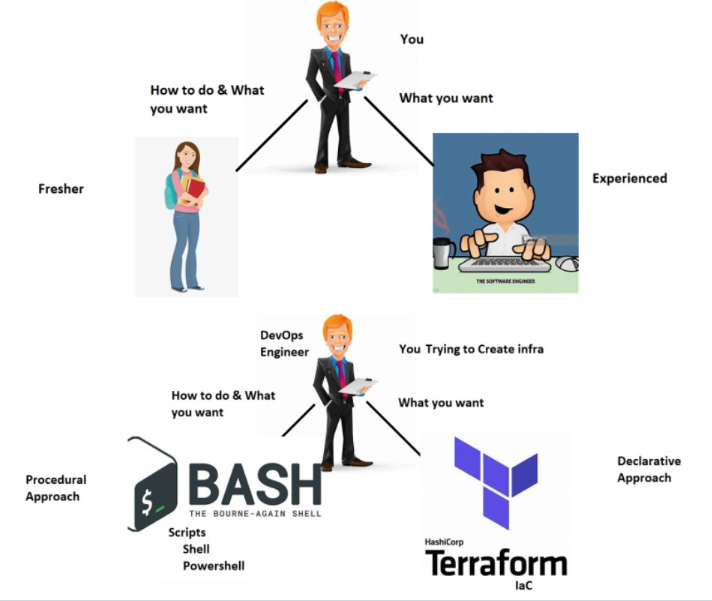 You
How to do & What
you want
What you want
Fresher
Experienced
THE SOFTWARE ENGINEER
DevOps
Engineer
You Trying to Create infra
How to do & What
you want
What you want
Procedural
Approach
$_
BASH
THE BOURNE-AGAIN SHELL
Scripts
Shell
Powershell
Declarative
Approach
HashiCorp
Terraform
IaC